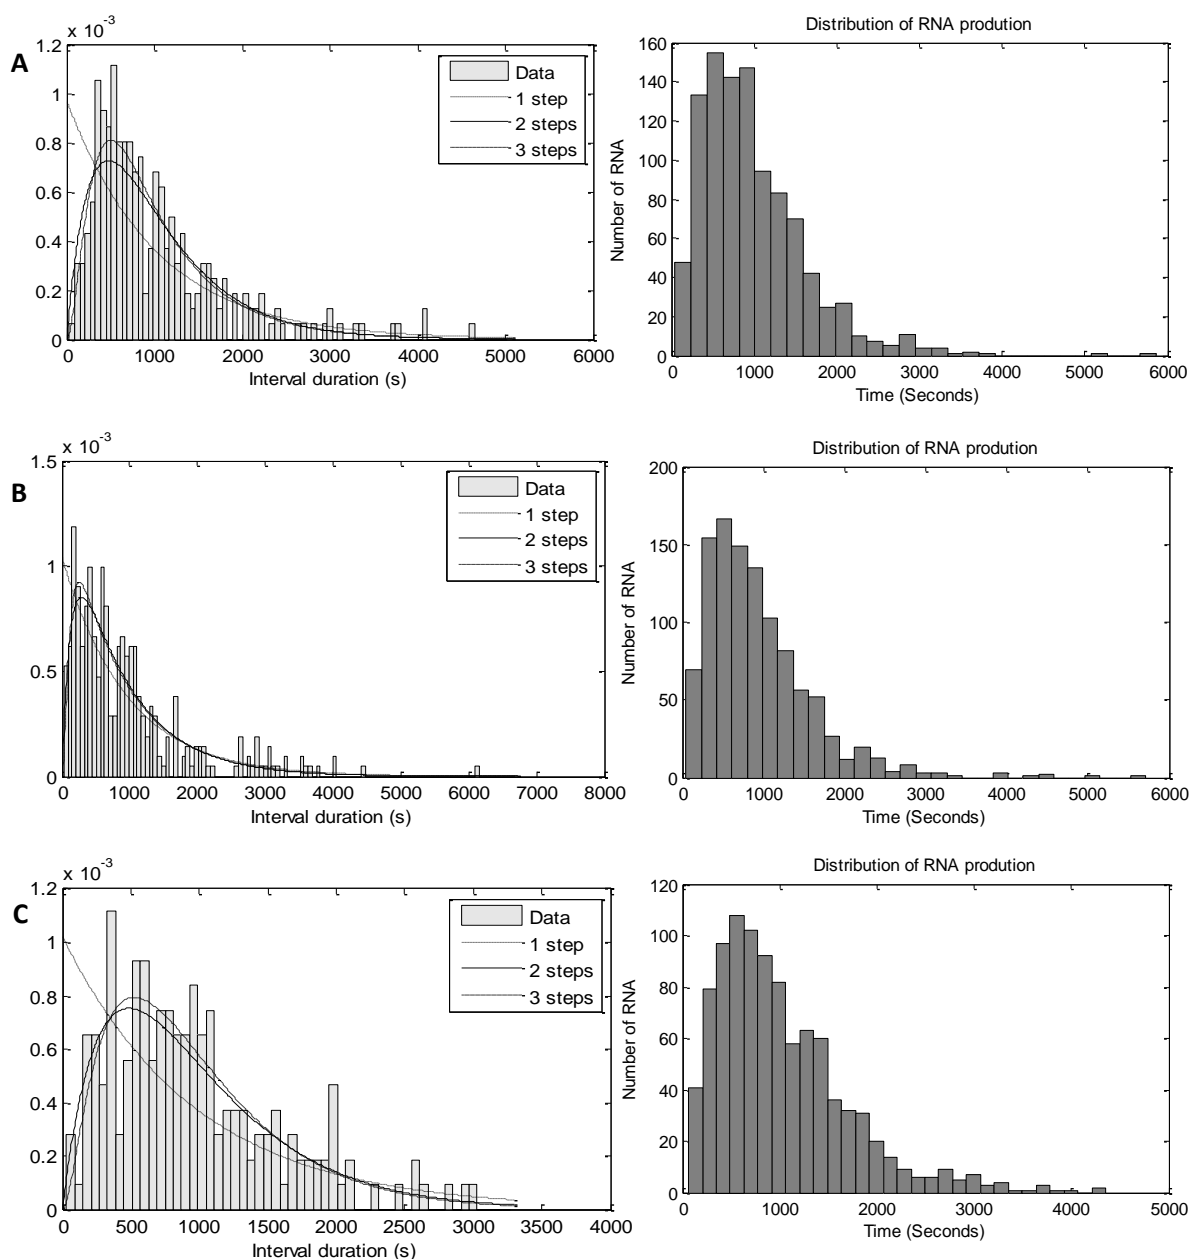 A
x 10-3
1.2
1
0.8
0.6
0.4
0.2
0
0 1000 2000 3000 4000 5000 6000
Interval duration (s)
Data
1 step
2 steps
3 steps
Distribution of RNA prodution
160
140
120
100
80
60
40
20
0
Number of RNA
0 1000 2000 3000 4000 5000 6000
Time (Seconds)
B
x 10-3
1.5
1
0.5
0
0 1000 2000 3000 4000 5000 6000 7000 8000
Interval duration (s)
Data
1 step
2 steps
3 steps
Distribution of RNA prodution
200
150
100
50
0
Number of RNA
0 1000 2000 3000 4000 5000 6000
Time (Seconds)
C
x 10-3
1.2
1
0.8
0.6
0.4
0.2
0
0 500 1000 1500 2000 2500 3000 3500 4000
Interval duration (s)
Data
1 step
2 steps
3 steps
Distribution of RNA prodution
120
100
80
60
40
20
0
Number of RNA
0 1000 2000 3000 4000 5000
Time (Seconds)